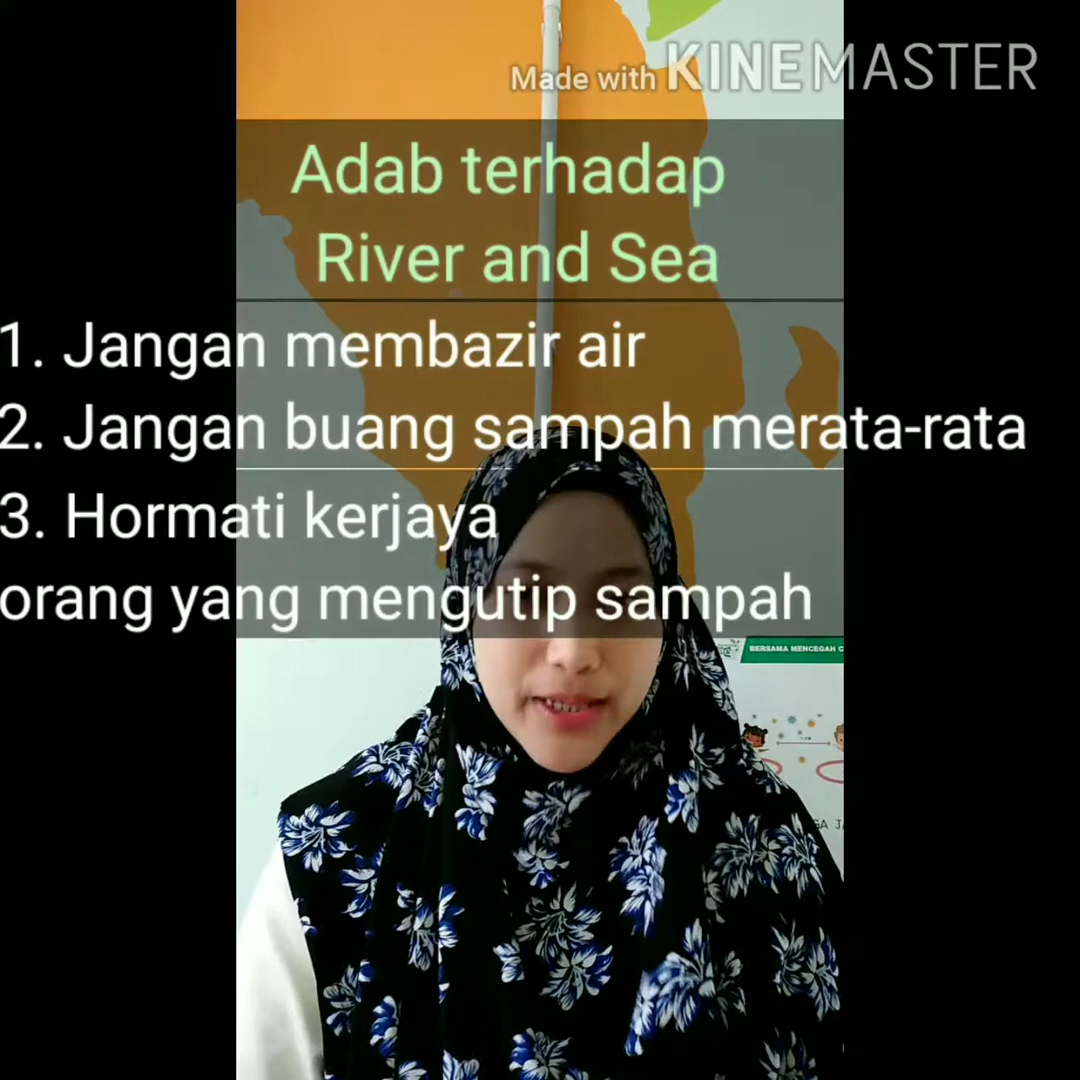 Made with KINEMASTER
Adab terhadap
River and Sea
1. Jangan membazir air
2. Jangan buang sampah merata-rata
3. Hormati kerjaya
orang yang mengutip sampah
BERSAMA MENCEGAH